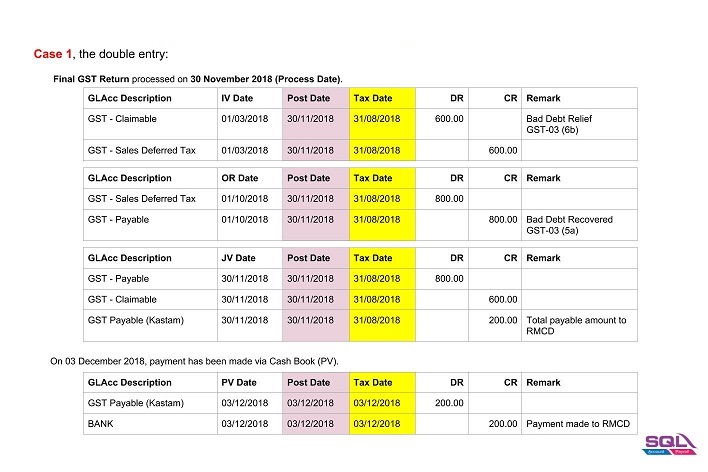 Case 1, the double entry:
Final GST Return processed on 30 November 2018 (Process Date).
GLAcc Description IV Date Post Date Tax Date DR CR Remark
GST - Claimable 01/03/2018 30/11/2018 31/08/2018 600.00 Bad Debt Relief
GST-03 (6b)
GST - Sales Deferred Tax 01/03/2018 30/11/2018 31/08/2018 600.00
GLAcc Description OR Date Post Date Tax Date DR CR Remark
GST - Sales Deferred Tax 01/10/2018 30/11/2018 31/08/2018 800.00
GST - Payable 01/10/2018 30/11/2018 31/08/2018 800.00 Bad Debt Recovered
GST-03 (5a)
GLAcc Description JV Date Post Date Tax Date DR CR Remark
GST - Payable 30/11/2018 30/11/2018 31/08/2018 800.00
GST - Claimable 30/11/2018 30/11/2018 31/08/2018 600.00
GST Payable (Kastam) 30/11/2018 30/11/2018 31/08/2018 200.00 Total payable amount to
RMCD
On 03 December 2018, payment has been made via Cash Book (PV).
GLAcc Description PV Date Post Date Tax Date DR CR Remark
GST Payable (Kastam) 03/12/2018 03/12/2018 03/12/2018 200.00
BANK 03/12/2018 03/12/2018 03/12/2018 200.00 Payment made to RMCD
SQL
Account Payroll